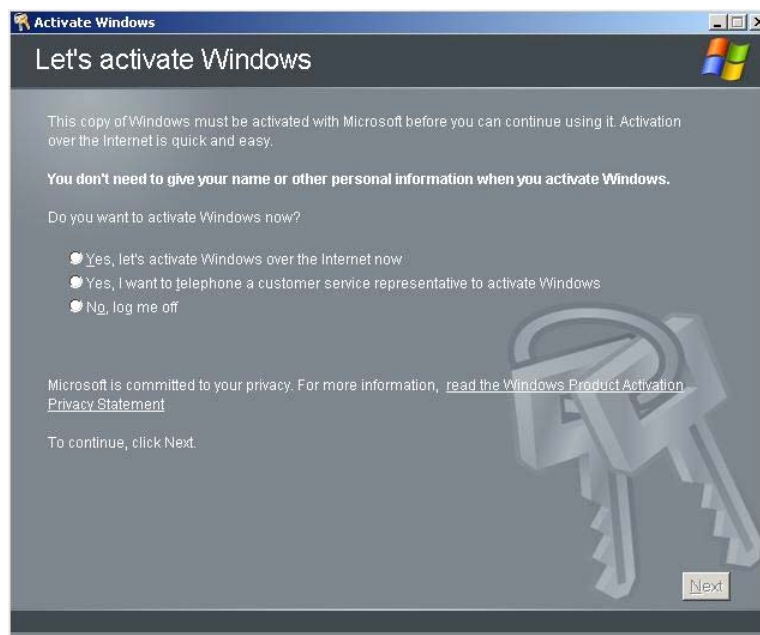 Activate Windows
Let's activate Windows
This copy of Windows must be activated with Microsoft before you can continue using it. Activation
over the Internet is quick and easy.
You don't need to give your name or other personal information when you activate Windows.
Do you want to activate Windows now?
Yes, let's activate Windows over the Internet now
Yes, I want to telephone a customer service representative to activate Windows
No, log me off
Microsoft is committed to your privacy. For more information, read the Windows Product Activation
Privacy Statement
To continue, click Next.
Next